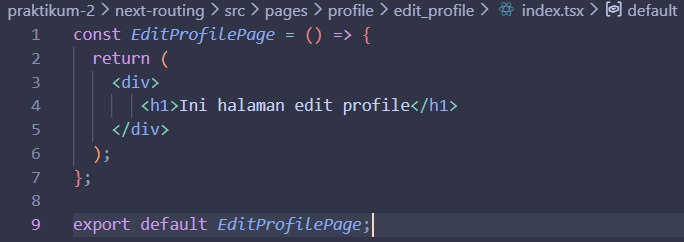 praktikum-2 > next-routing > src > pages > profile > edit_profile > index.tsx > default
1 const EditProfilePage = () => {
2 return (
3 <div>
4 <h1>Ini halaman edit profile</h1>
5 </div>
6 );
7 };
8
9 export default EditProfilePage;